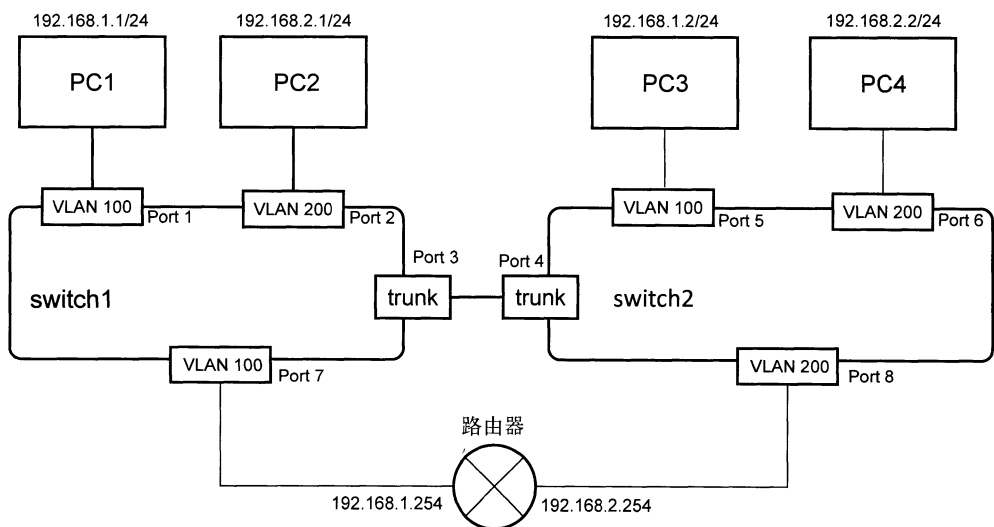 192.168.1.1/24
192.168.2.1/24
192.168.1.2/24
192.168.2.2/24
PC1
PC2
PC3
PC4
VLAN 100
Port 1
VLAN 200
Port 2
VLAN 100
Port 5
VLAN 200
Port 6
Port 3
Port 4
switch1
trunk
trunk
switch2
VLAN 100
Port 7
VLAN 200
Port 8
路由器
192.168.1.254
192.168.2.254